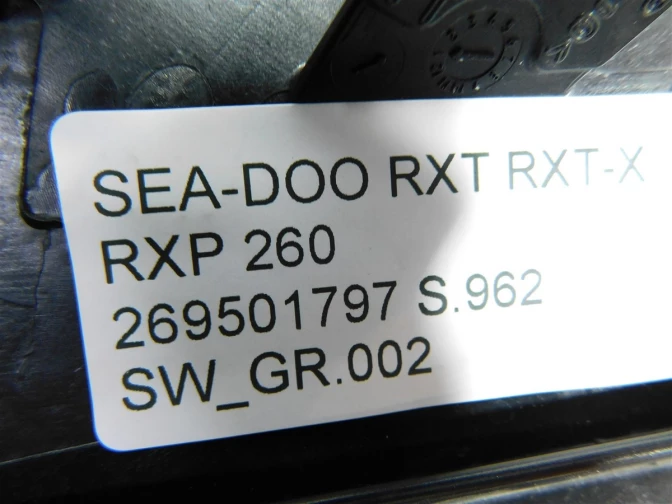 SEA-DOO RXT RXT-X
RXP 260
269501797 S.962
SW_GR.002